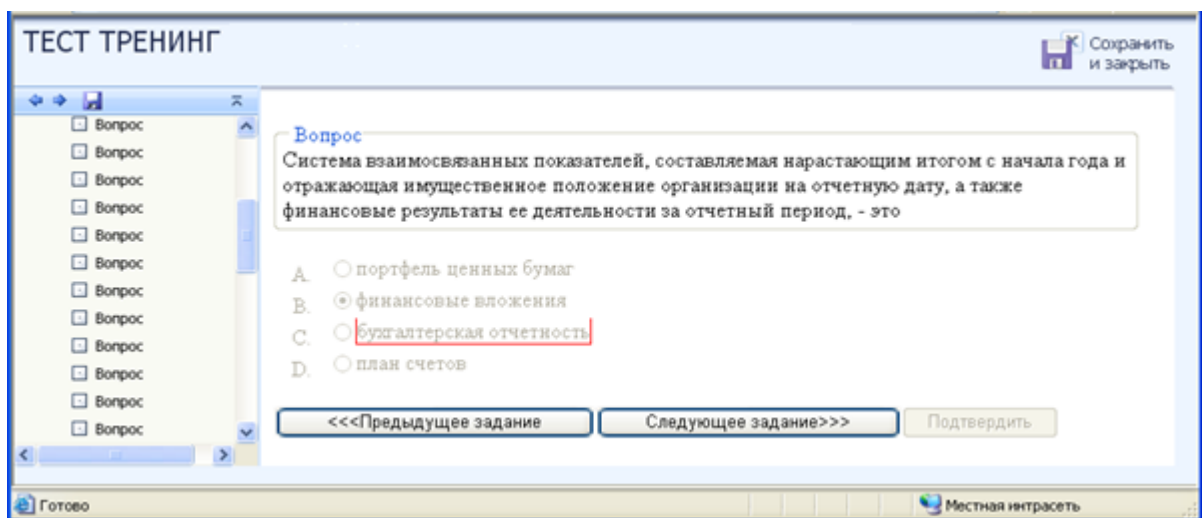 ТЕСТ ТРЕНИНГ
Сохранить
и закрыть
Вопрос
Вопрос
Вопрос
Вопрос
Вопрос
Вопрос
Вопрос
Вопрос
Вопрос
Вопрос
Вопрос
Вопрос
Вопрос
Система взаимосвязанных показателей, составляемая нарастающим итогом с начала года и
отражающая имущественное положение организации на отчетную дату, а также
финансовые результаты ее деятельности за отчетный период, - это
A. портфель ценных бумаг
B. финансовые вложения
C. бухгалтерская отчетность
D. план счетов
<<<Предыдущее задание Следующее задание>>> Подтвердить
Готово Местная интрасеть